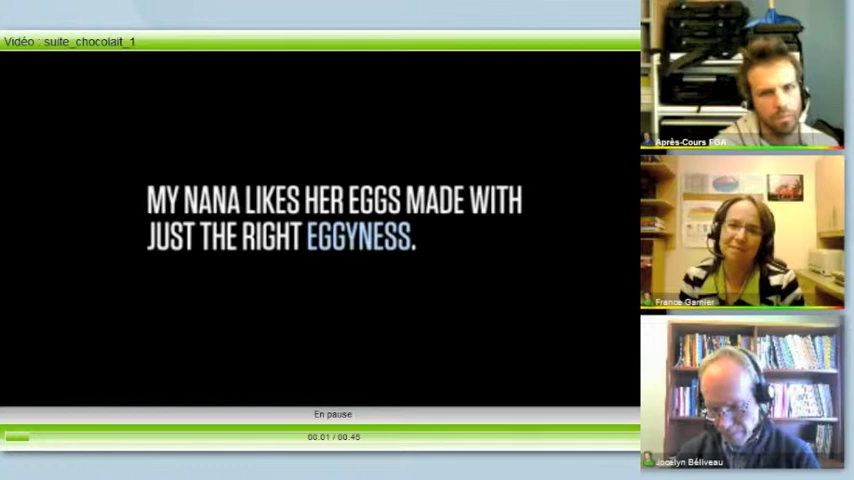 Vidéo : suite_chocolait_1
MY NANA LIKES HER EGGS MADE WITH
JUST THE RIGHT EGGYNESS.
En pause
00:01 / 00:45
Après-Cours FGA
France Garnier
Jocelyn Béliveau